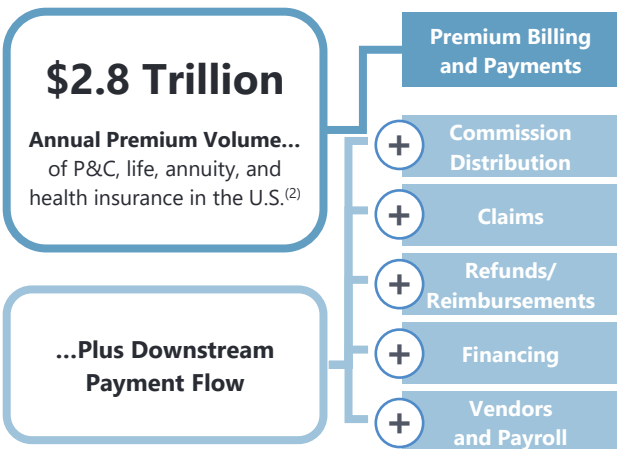 $2.8 Trillion
Annual Premium Volume…
of P&C, life, annuity, and
health insurance in the U.S.(2)
…Plus Downstream
Payment Flow
Premium Billing
and Payments
+
Commission
Distribution
+
Claims
+
Refunds/
Reimbursements
+
Financing
+
Vendors
and Payroll